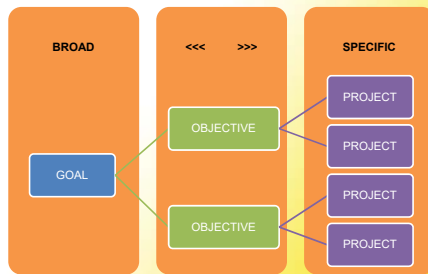 BROAD
<<< >>>
SPECIFIC
PROJECT
OBJECTIVE
PROJECT
GOAL
PROJECT
OBJECTIVE
PROJECT